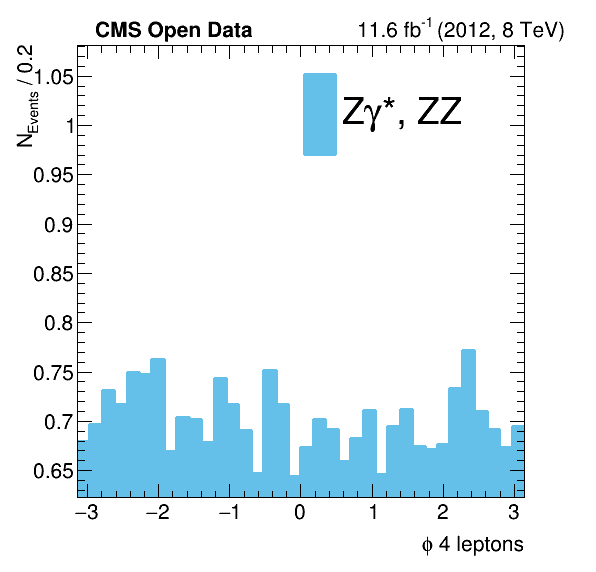 CMS Open Data 11.6 fb⁻¹ (2012, 8 TeV)
N_Events / 0.2
Zγ*, ZZ
1.05
1
0.95
0.9
0.85
0.8
0.75
0.7
0.65
−3 −2 −1 0 1 2 3
ϕ 4 leptons